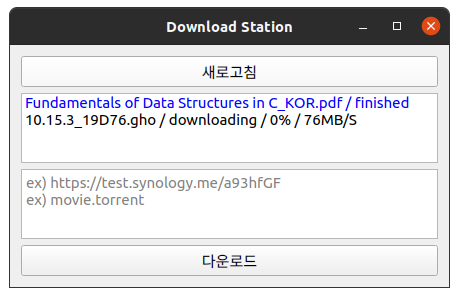 Download Station
새로고침
Fundamentals of Data Structures in C_KOR.pdf / finished
10.15.3_19D76.gho / downloading / 0% / 76MB/S
ex) https://test.synology.me/a93hfGF
ex) movie.torrent
다운로드